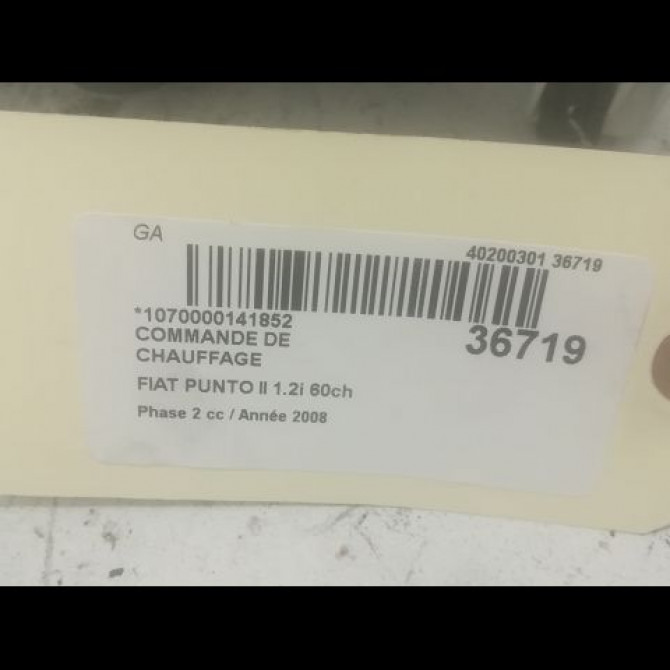 GA
40200301 36719
*1070000141852
36719
COMMANDE DE
CHAUFFAGE
FIAT PUNTO II 1.2i 60ch
Phase 2 cc / Année 2008